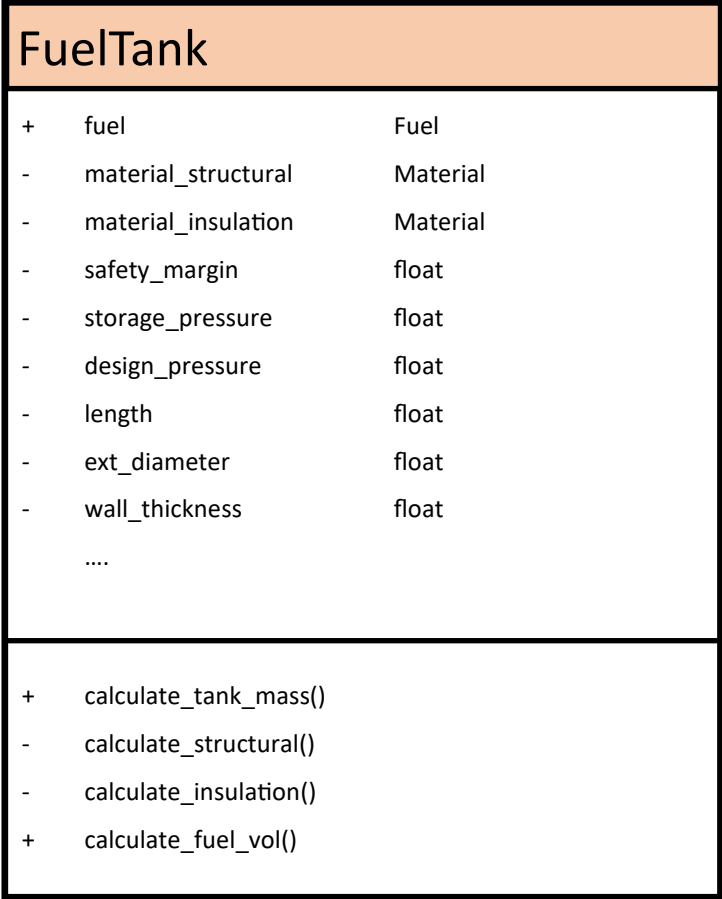 FuelTank
+ fuel Fuel
- material_structural Material
- material_insulation Material
- safety_margin float
- storage_pressure float
- design_pressure float
- length float
- ext_diameter float
- wall_thickness float
....
+ calculate_tank_mass()
- calculate_structural()
- calculate_insulation()
+ calculate_fuel_vol()